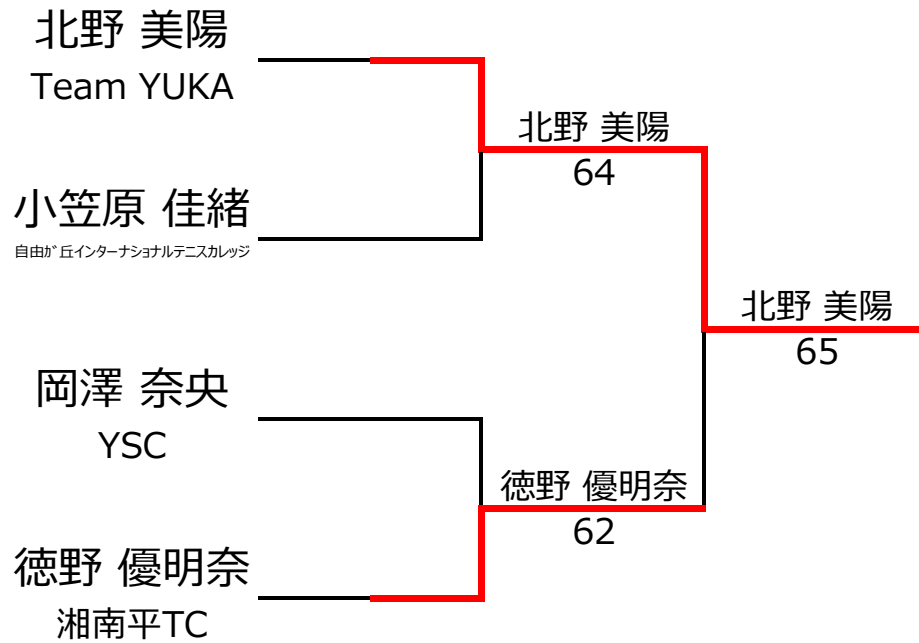 北野 美陽
Team YUKA
北野 美陽
64
小笠原 佳緒
自由が丘インターナショナルテニスカレッジ
北野 美陽
65
岡澤 奈央
YSC
徳野 優明奈
62
徳野 優明奈
湘南平TC